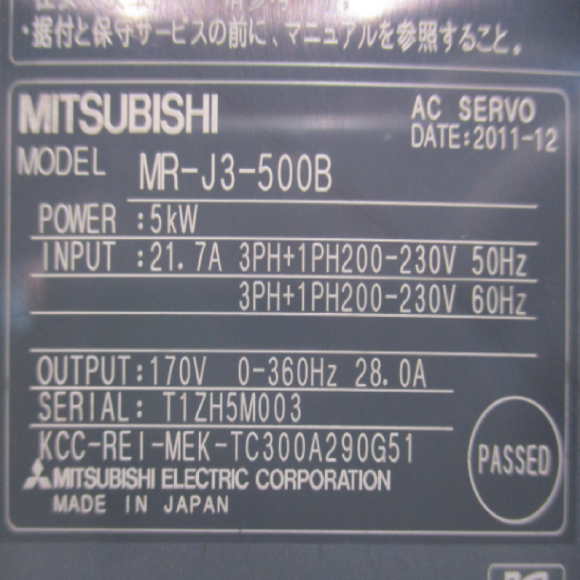 ・据付と保守サービスの前に、マニュアルを参照すること。
MITSUBISHI
AC SERVO
DATE:2011-12
MODEL MR-J3-500B
POWER :5kW
INPUT :21.7A 3PH+1PH200-230V 50Hz
3PH+1PH200-230V 60Hz
OUTPUT:170V 0-360Hz 28.0A
SERIAL: T1ZH5M003
KCC-REI-MEK-TC300A290G51
PASSED
MITSUBISHI ELECTRIC CORPORATION
MADE IN JAPAN